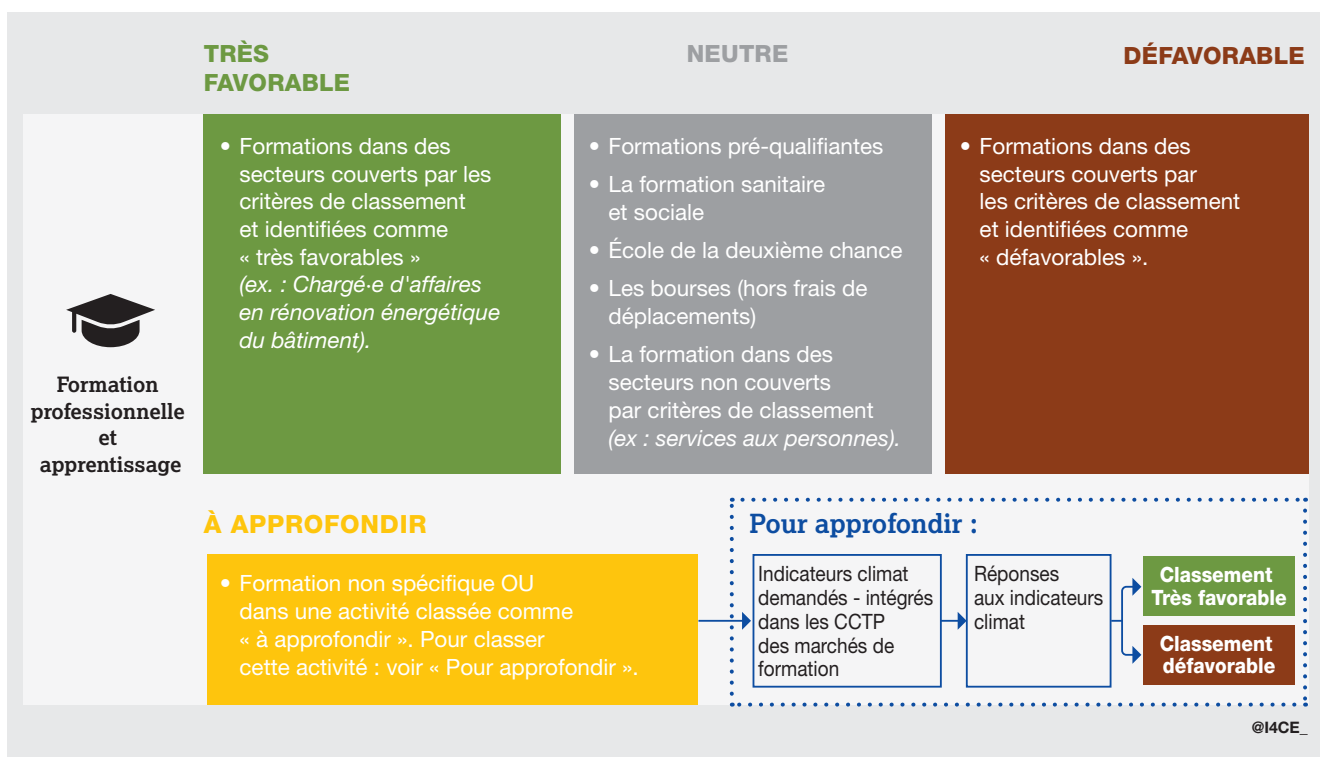 TRÈS
FAVORABLE
NEUTRE
DÉFAVORABLE
Formation
professionnelle
et
apprentissage
• Formations dans des
secteurs couverts par les
critères de classement
et identifiées comme
« très favorables »
(ex. : Chargé·e d'affaires
en rénovation énergétique
du bâtiment).
• Formations pré-qualifiantes
• La formation sanitaire
et sociale
• École de la deuxième chance
• Les bourses (hors frais de
déplacements)
• La formation dans des
secteurs non couverts
par critères de classement
(ex : services aux personnes).
• Formations dans des
secteurs couverts par
les critères de classement
et identifiées comme
« défavorables ».
À APPROFONDIR
• Formation non spécifique OU
dans une activité classée comme
« à approfondir ». Pour classer
cette activité : voir « Pour approfondir ».
Pour approfondir :
Indicateurs climat
demandés - intégrés
dans les CCTP
des marchés de
formation
Réponses
aux indicateurs
climat
Classement
Très favorable
Classement
défavorable
@I4CE_